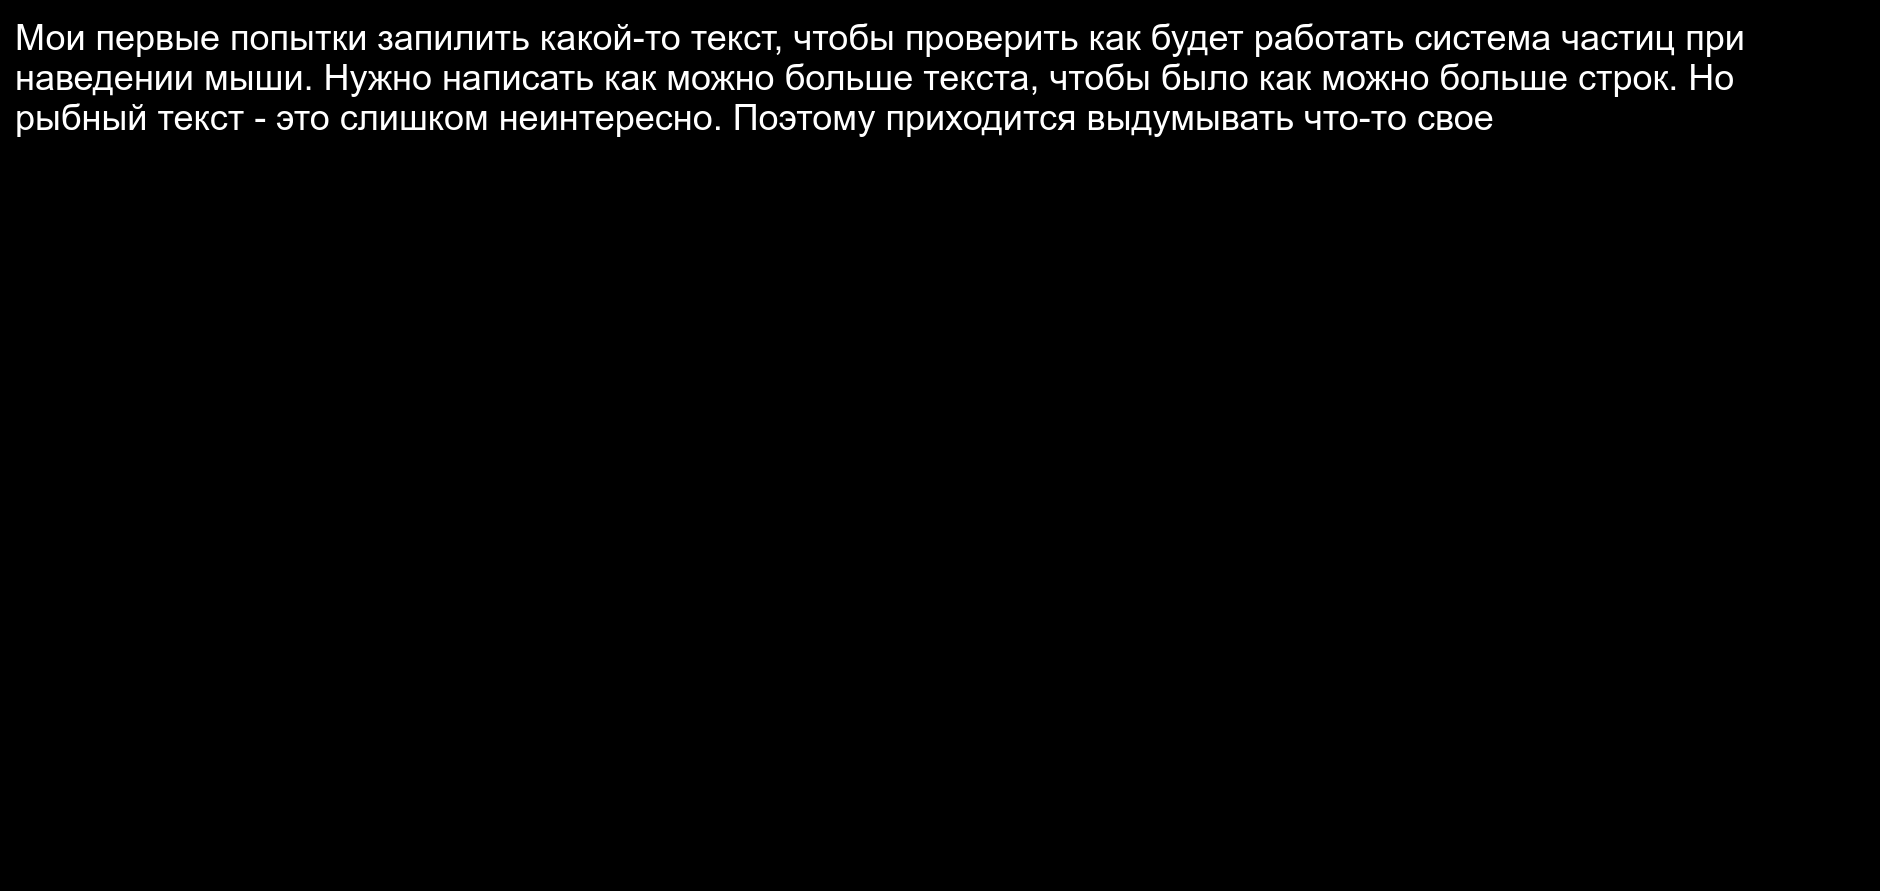 Мои первые попытки запилить какой-то текст, чтобы проверить как будет работать система частиц при
наведении мыши. Нужно написать как можно больше текста, чтобы было как можно больше строк. Но
рыбный текст - это слишком неинтересно. Поэтому приходится выдумывать что-то свое